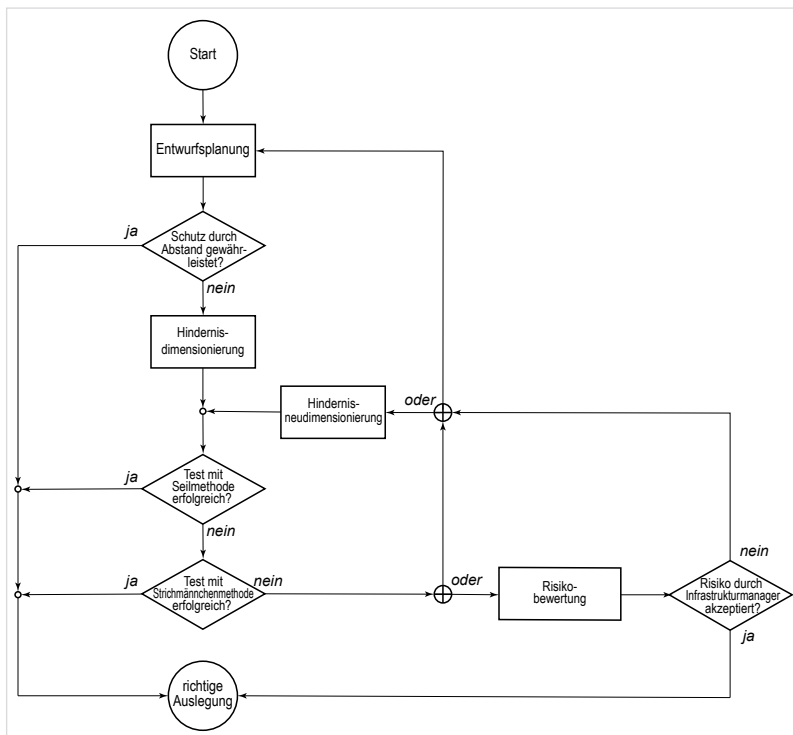 Start
Entwurfsplanung
ja
Schutz durch
Abstand gewähr-
leistet?
nein
Hindernis-
dimensionierung
Hindernis-
neudimensionierung
oder
ja
Test mit
Seilmethode
erfolgreich?
nein
ja
Test mit
Strichmännchenmethode
erfolgreich?
nein
oder
Risiko-
bewertung
nein
Risiko durch
Infrastrukturmanager
akzeptiert?
ja
richtige
Auslegung